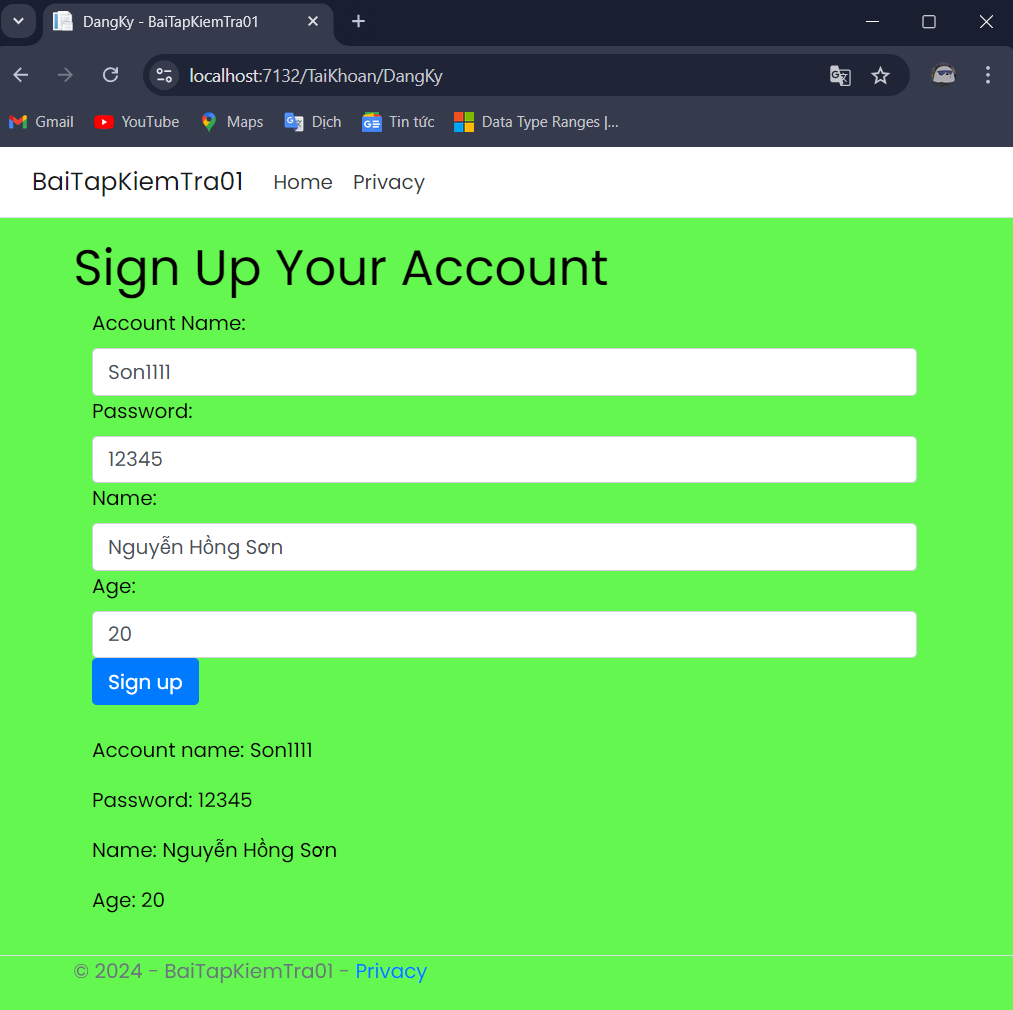 DangKy - BaiTapKiemTra01
localhost:7132/TaiKhoan/DangKy
Gmail YouTube Maps Dịch Tin tức Data Type Ranges |...
BaiTapKiemTra01 Home Privacy
Sign Up Your Account
Account Name:
Son1111
Password:
12345
Name:
Nguyễn Hồng Sơn
Age:
20
Sign up
Account name: Son1111
Password: 12345
Name: Nguyễn Hồng Sơn
Age: 20
© 2024 - BaiTapKiemTra01 - Privacy